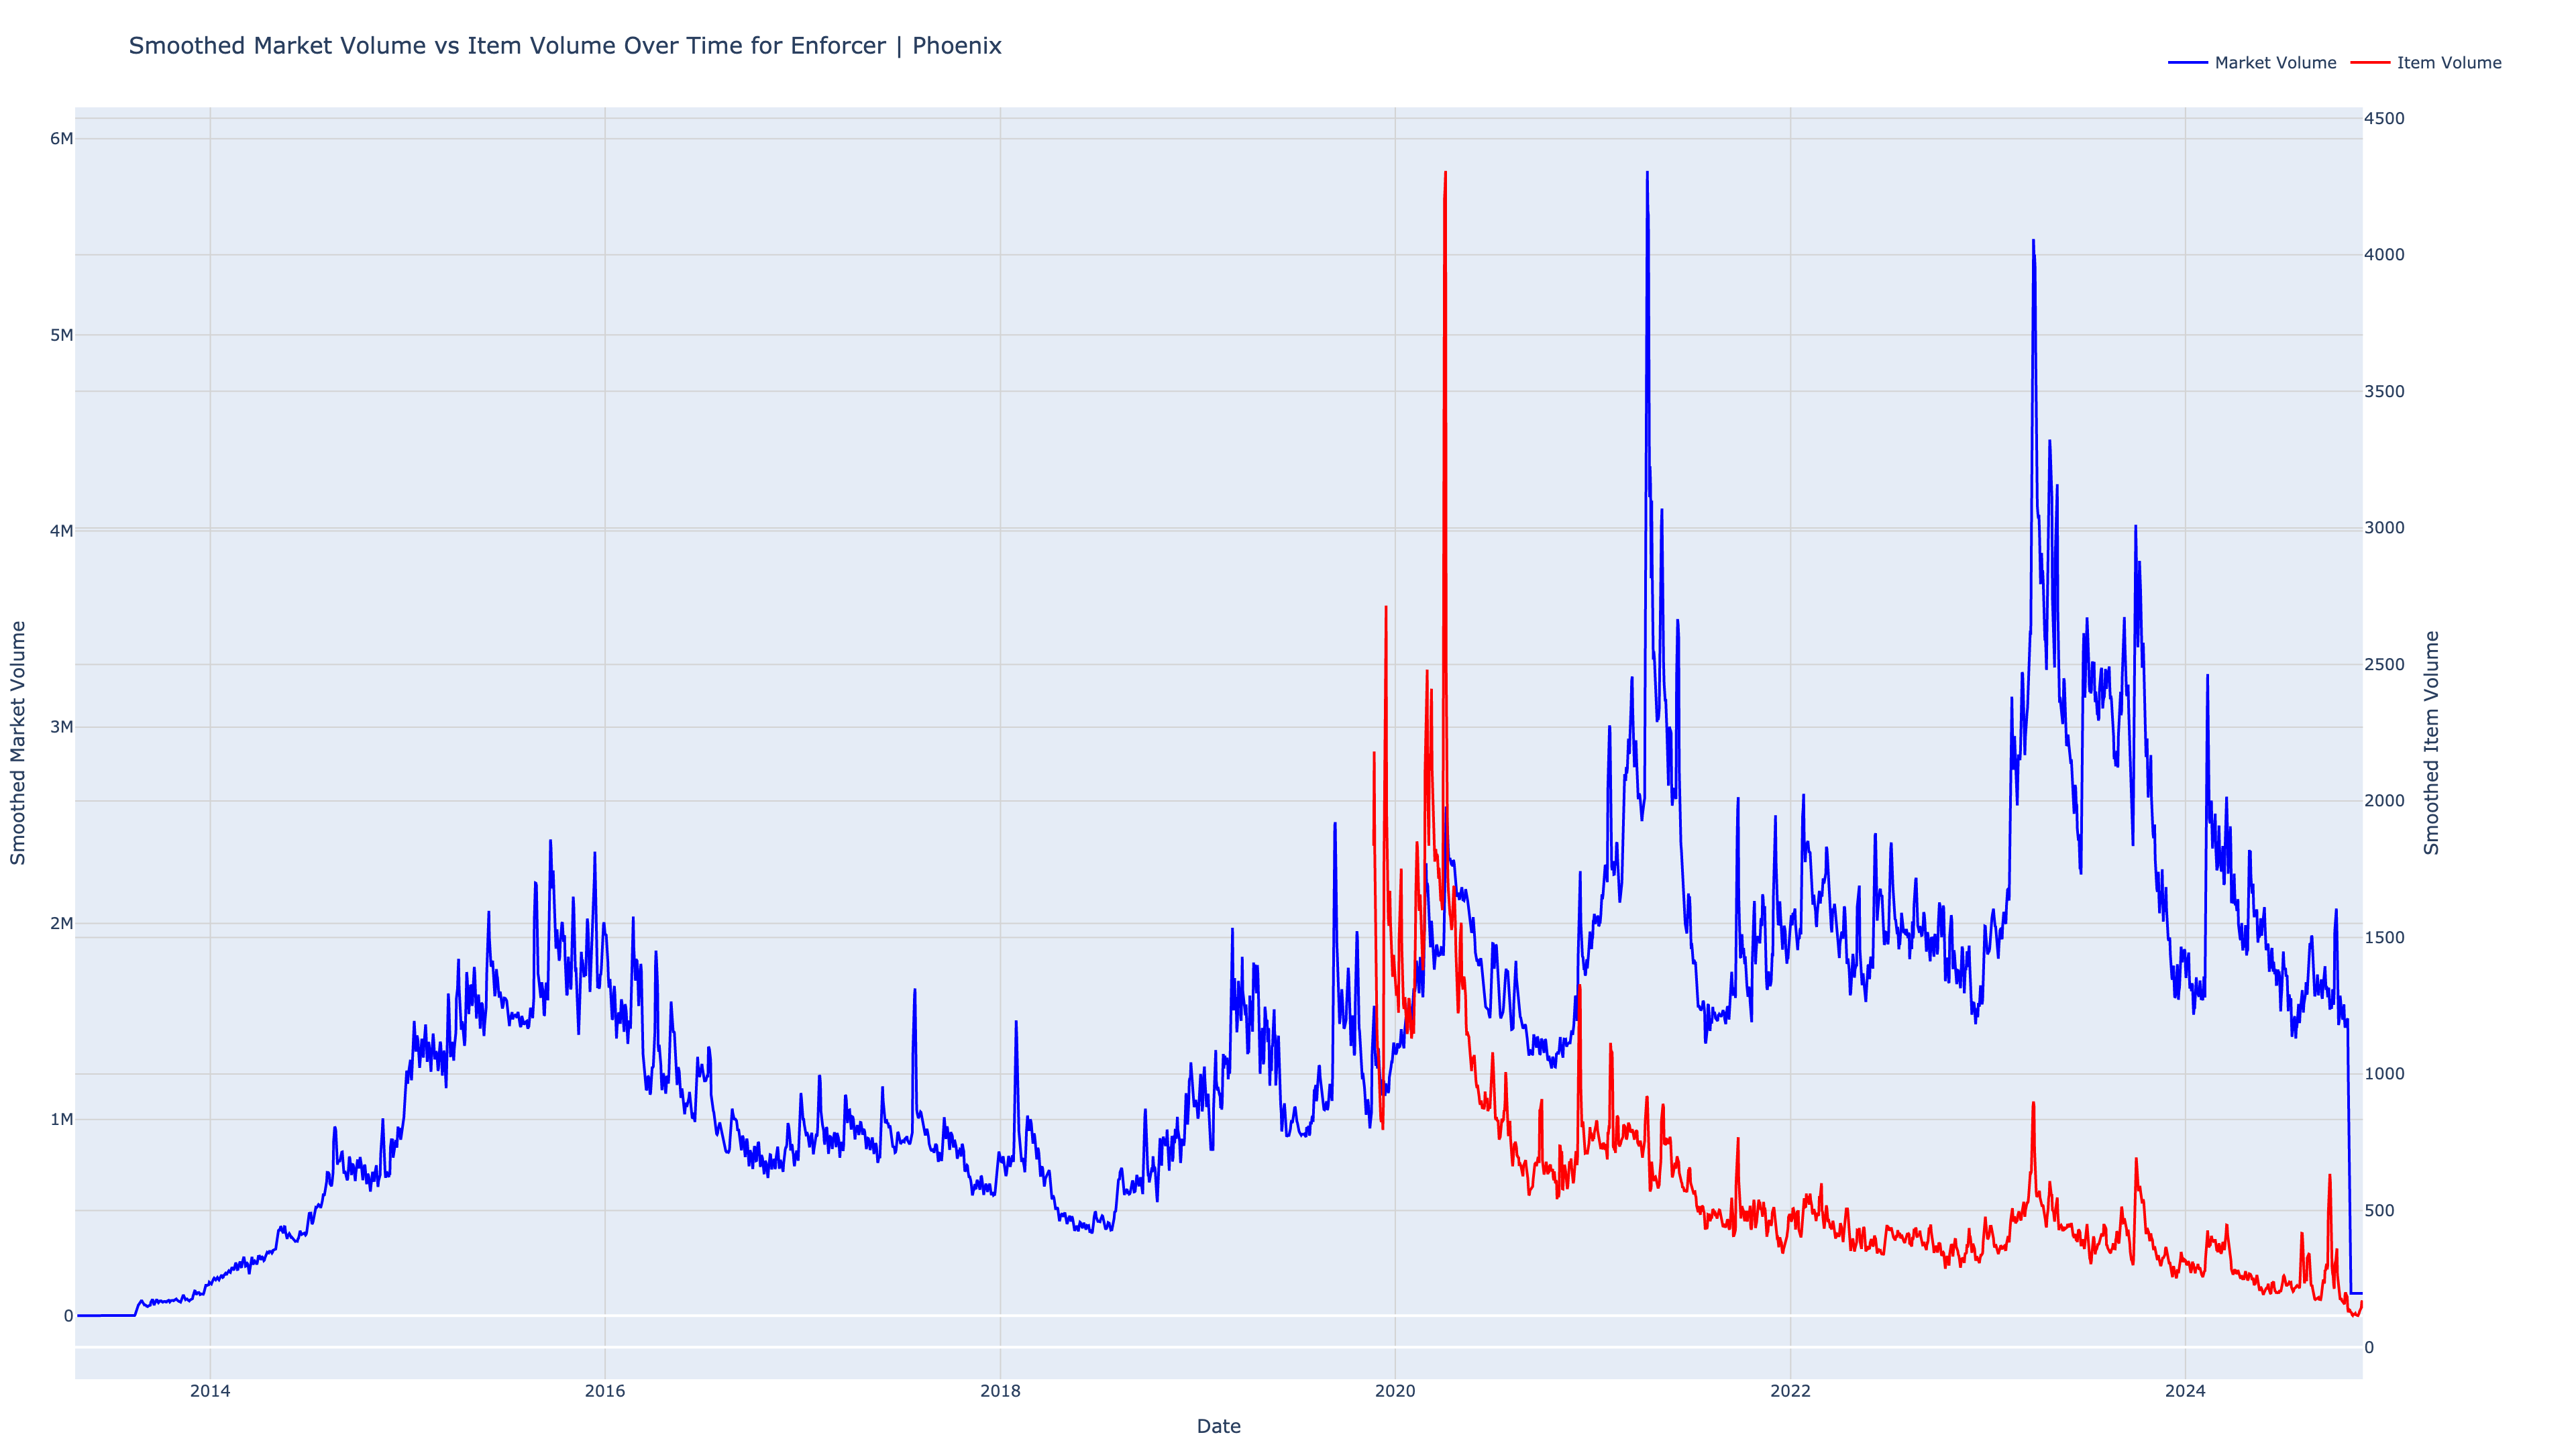 Smoothed Market Volume vs Item Volume Over Time for Enforcer | Phoenix
Market Volume
Item Volume
6M
5M
4M
3M
2M
1M
0
Smoothed Market Volume
4500
4000
3500
3000
2500
2000
1500
1000
500
0
Smoothed Item Volume
2014
2016
2018
2020
2022
2024
Date